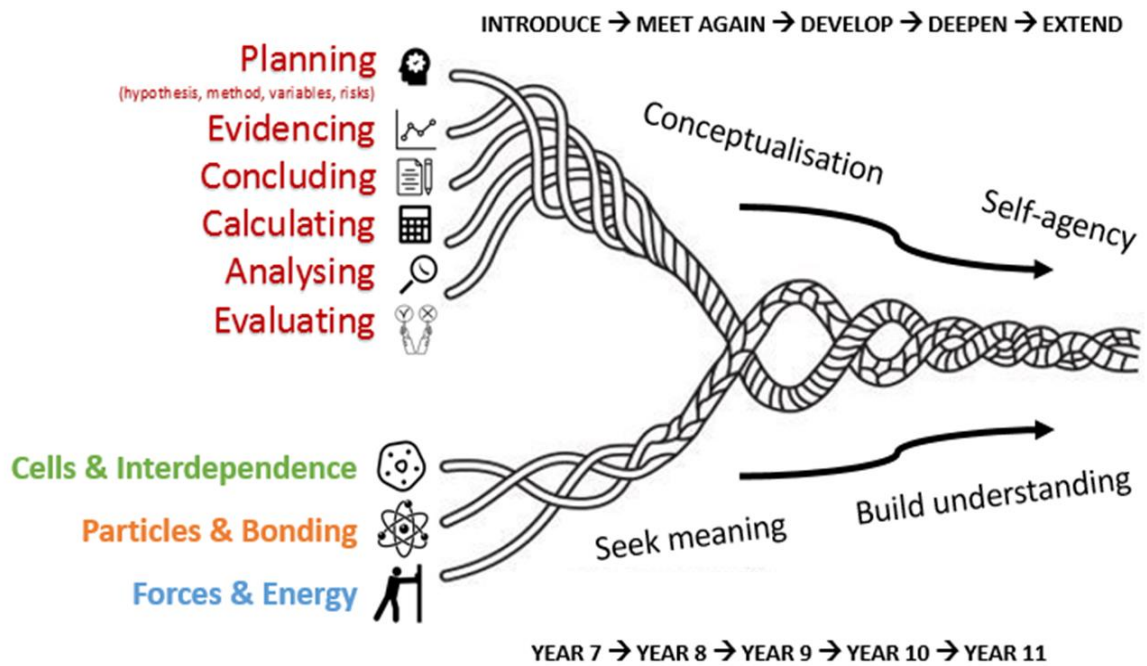 INTRODUCE → MEET AGAIN → DEVELOP → DEEPEN → EXTEND
Planning
(hypothesis, method, variables, risks)
Evidencing
Concluding
Calculating
Analysing
Evaluating
Conceptualisation
Self-agency
Cells & Interdependence
Particles & Bonding
Forces & Energy
Seek meaning
Build understanding
YEAR 7 → YEAR 8 → YEAR 9 → YEAR 10 → YEAR 11